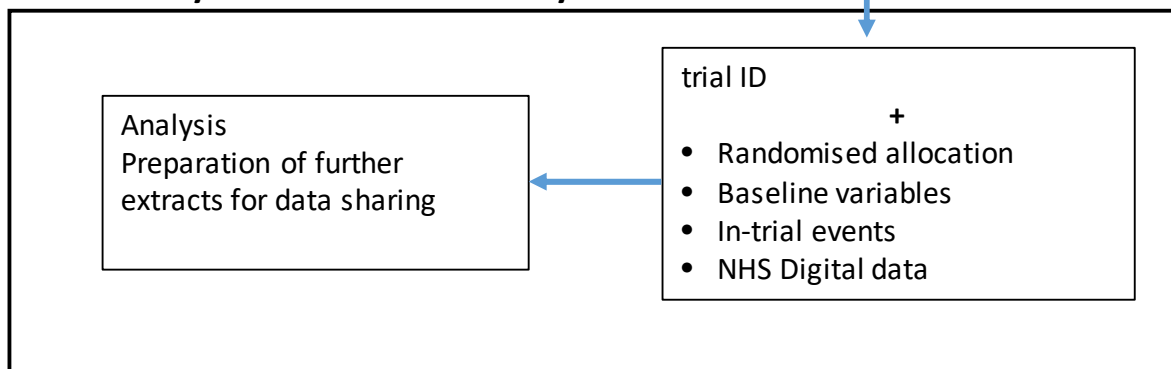 trial ID
+
• Randomised allocation
• Baseline variables
• In-trial events
• NHS Digital data
Analysis
Preparation of further
extracts for data sharing